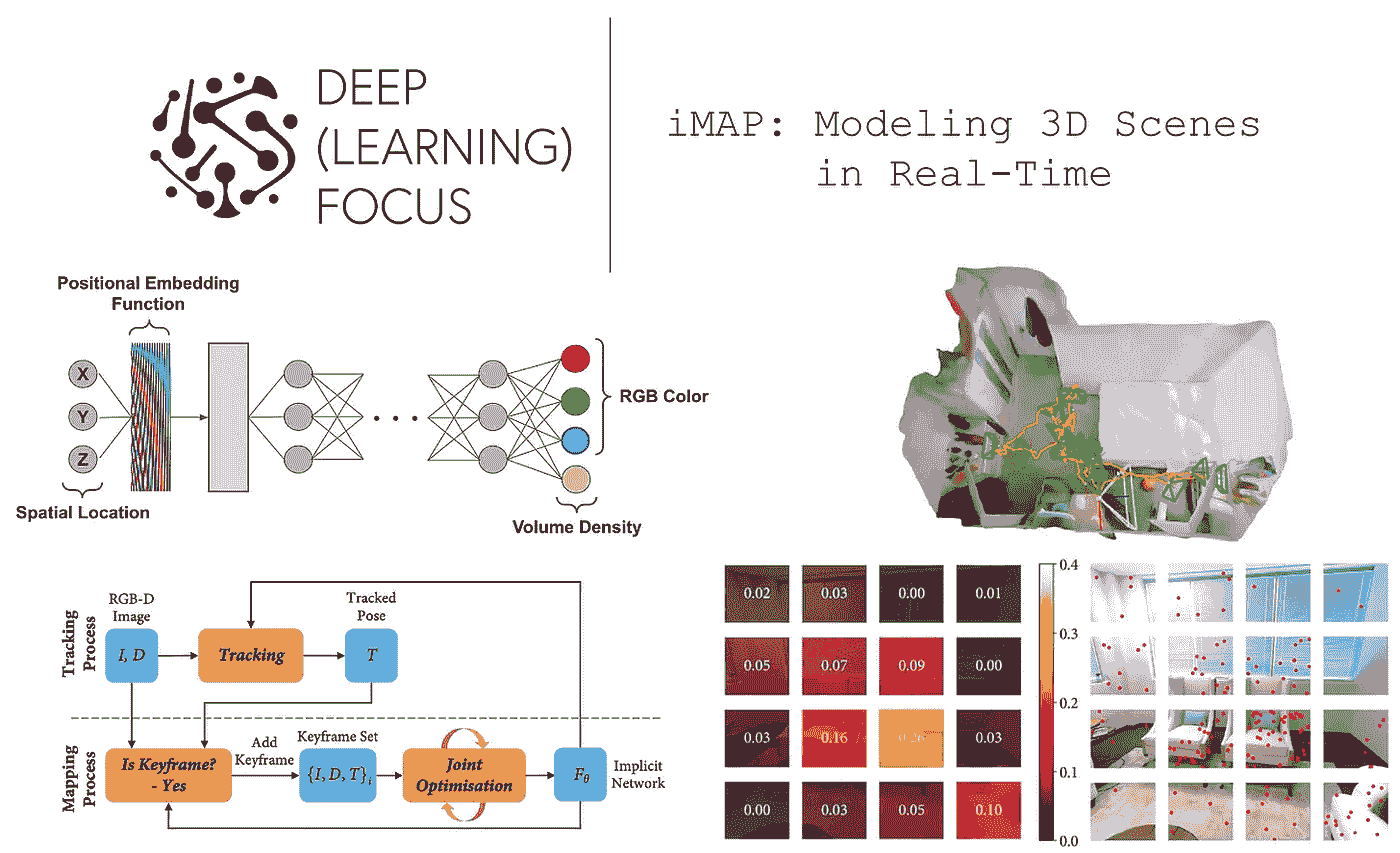 DEEP
(LEARNING)
FOCUS
iMAP: Modeling 3D Scenes
in Real-Time
Positional Embedding
Function
X
Y
Z
Spatial Location
RGB Color
Volume Density
Tracking
Process
RGB-D
Image
I, D
Tracking
Tracked
Pose
T
Mapping
Process
Is Keyframe?
- Yes
Add
Keyframe
Keyframe Set
{I, D, T}i
Joint
Optimisation
Fθ
Implicit
Network
0.02 0.03 0.00 0.01
0.05 0.07 0.09 0.00
0.03 0.16 0.26 0.03
0.00 0.03 0.05 0.10
0.4
0.3
0.2
0.1
0.0